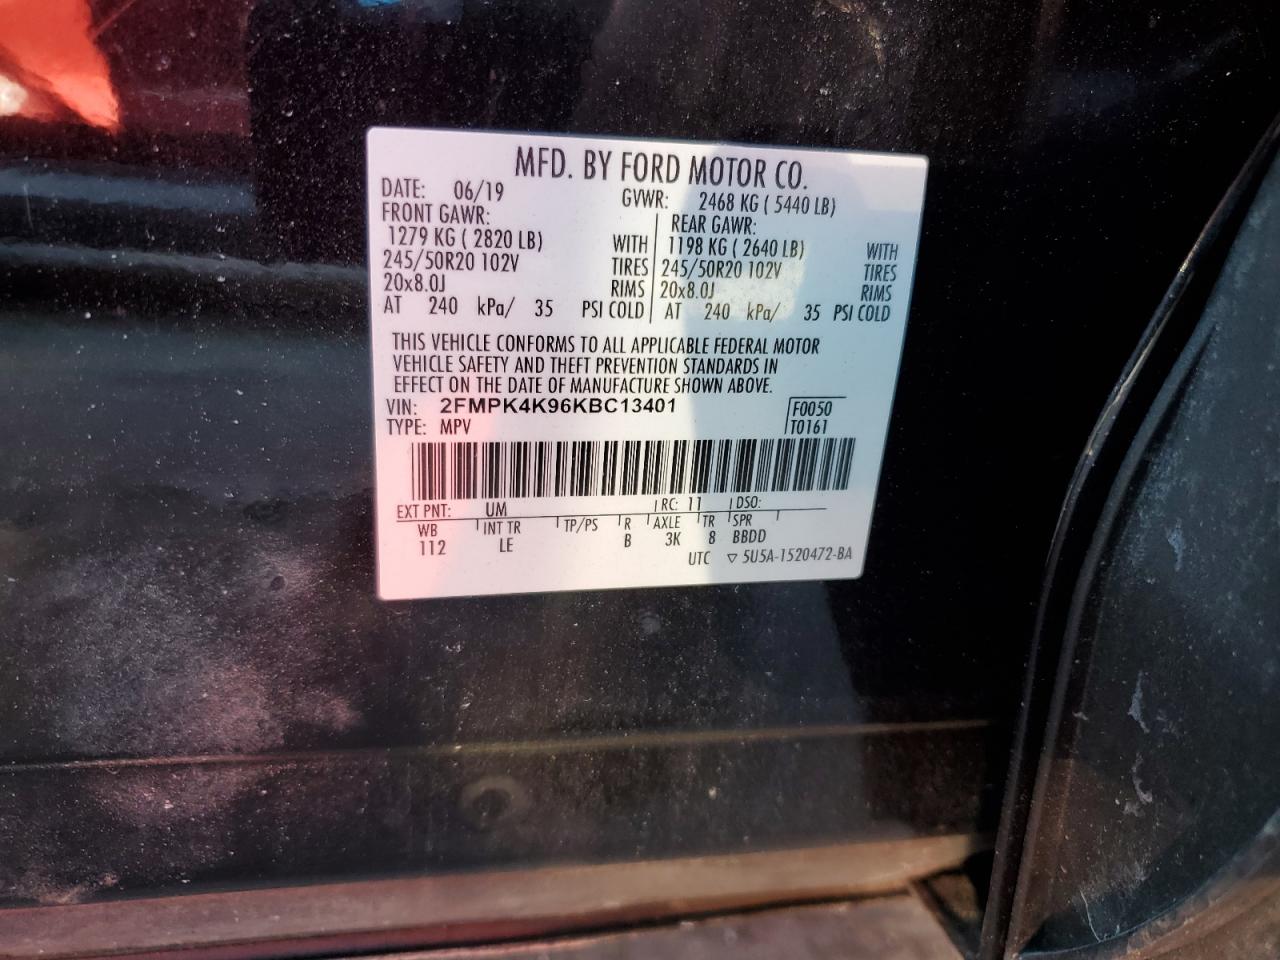 MFD. BY FORD MOTOR CO.
DATE: 06/19 GVWR: 2468 KG ( 5440 LB)
FRONT GAWR: REAR GAWR:
1279 KG ( 2820 LB) WITH 1198 KG ( 2640 LB) WITH
245/50R20 102V TIRES 245/50R20 102V TIRES
20x8.0J RIMS 20x8.0J RIMS
AT 240 kPa/ 35 PSI COLD AT 240 kPa/ 35 PSI COLD
THIS VEHICLE CONFORMS TO ALL APPLICABLE FEDERAL MOTOR
VEHICLE SAFETY AND THEFT PREVENTION STANDARDS IN
EFFECT ON THE DATE OF MANUFACTURE SHOWN ABOVE.
VIN: 2FMPK4K96KBC13401 F0050
TYPE: MPV T0161
EXT PNT: UM RC: 11 DSO:
WB INT TR TP/PS R AXLE TR SPR
112 LE B 3K 8 BBDD
UTC ▽ 5U5A-1520472-BA